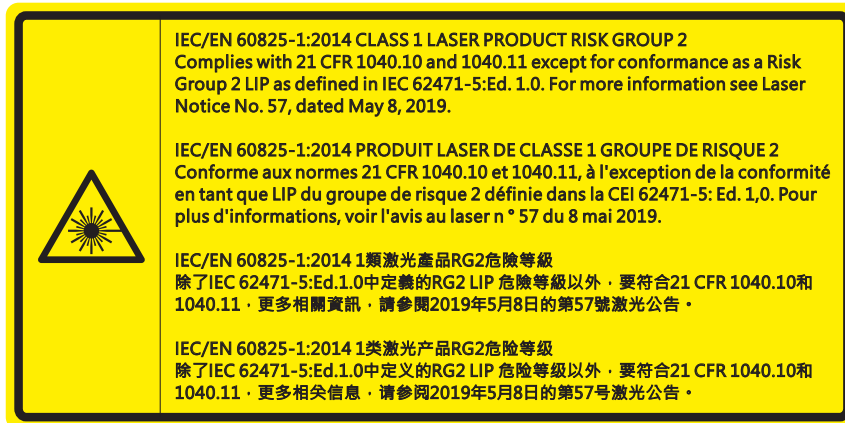 IEC/EN 60825-1:2014 CLASS 1 LASER PRODUCT RISK GROUP 2
Complies with 21 CFR 1040.10 and 1040.11 except for conformance as a Risk
Group 2 LIP as defined in IEC 62471-5:Ed. 1.0. For more information see Laser
Notice No. 57, dated May 8, 2019.
IEC/EN 60825-1:2014 PRODUIT LASER DE CLASSE 1 GROUPE DE RISQUE 2
Conforme aux normes 21 CFR 1040.10 et 1040.11, à l'exception de la conformité
en tant que LIP du groupe de risque 2 définie dans la CEI 62471-5: Ed. 1,0. Pour
plus d'informations, voir l'avis au laser n ° 57 du 8 mai 2019.
IEC/EN 60825-1:2014 1類激光產品RG2危險等級
除了IEC 62471-5:Ed.1.0中定義的RG2 LIP 危險等級以外，要符合21 CFR 1040.10和
1040.11，更多相關資訊，請參閱2019年5月8日的第57號激光公告。
IEC/EN 60825-1:2014 1类激光产品RG2危险等级
除了IEC 62471-5:Ed.1.0中定义的RG2 LIP 危险等级以外，要符合21 CFR 1040.10和
1040.11，更多相关信息，请参阅2019年5月8日的第57号激光公告。